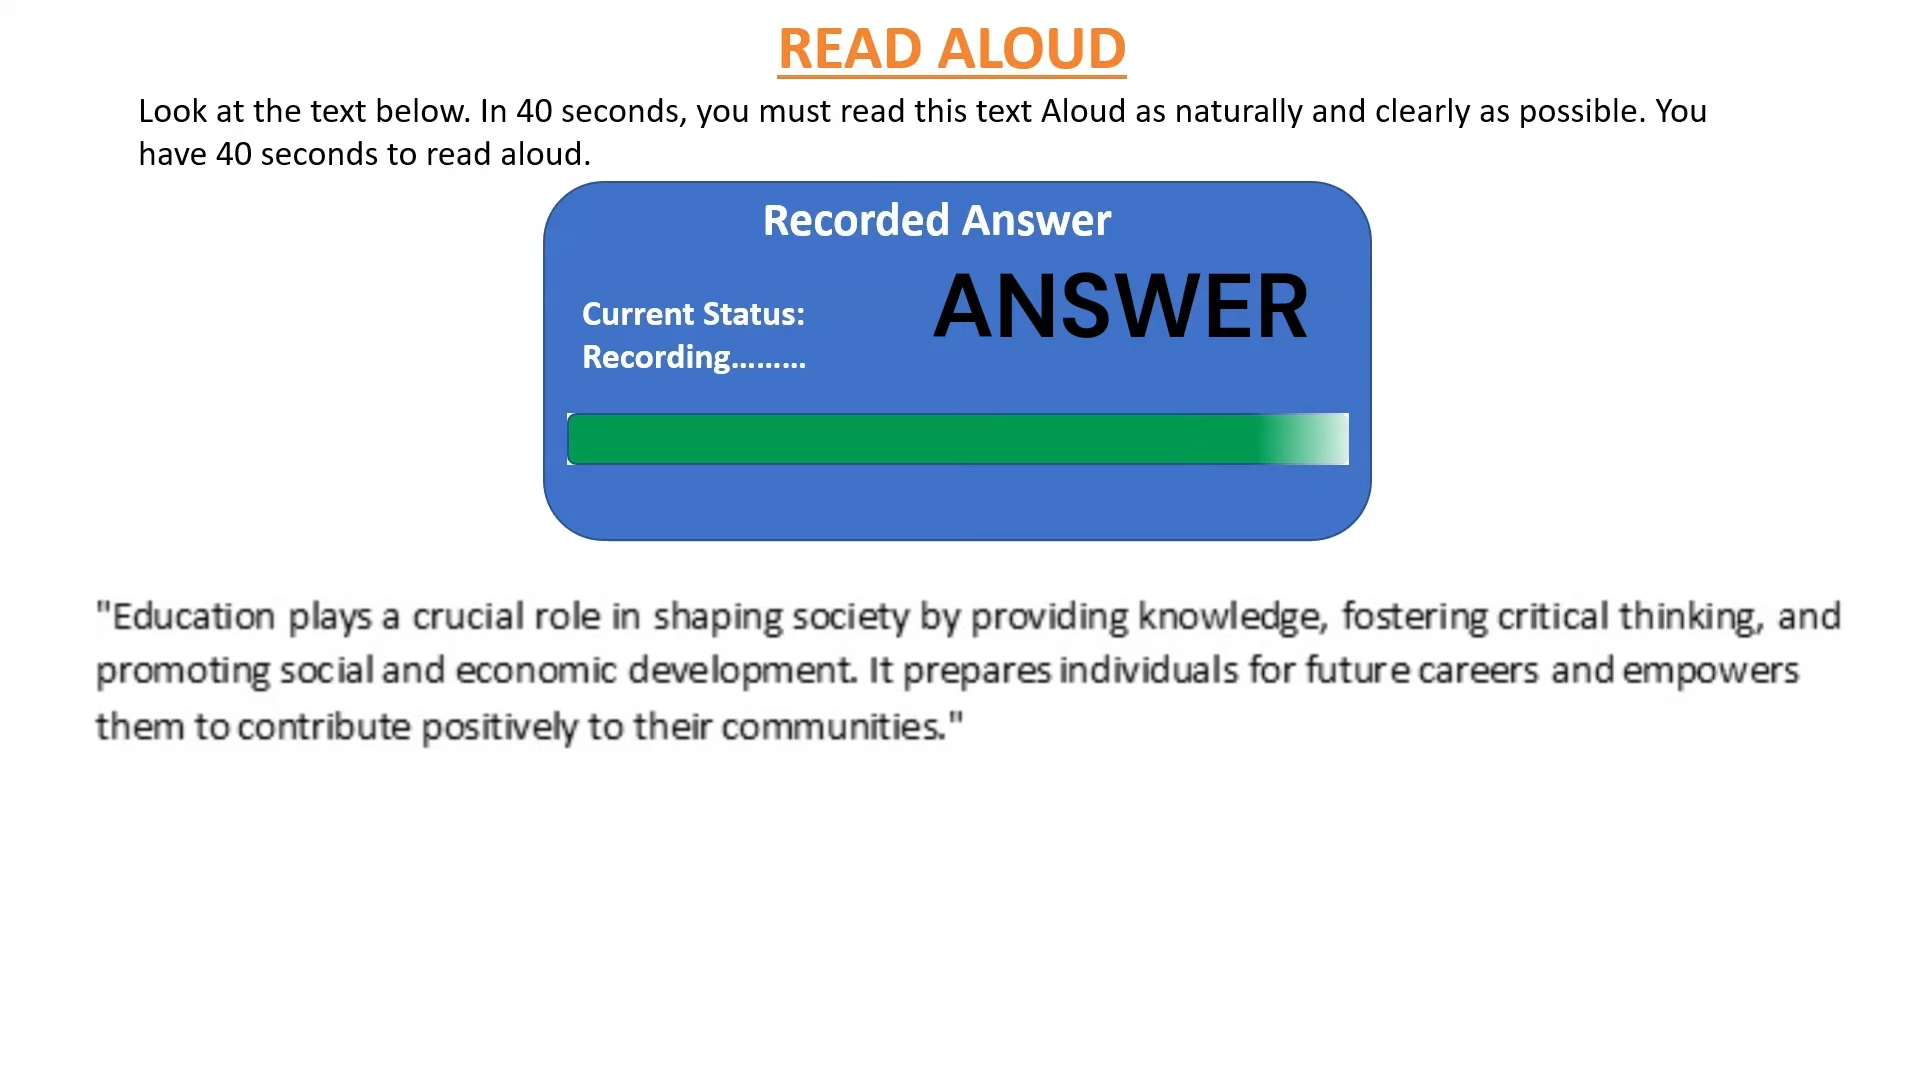 READ ALOUD
Look at the text below. In 40 seconds, you must read this text Aloud as naturally and clearly as possible. You
have 40 seconds to read aloud.
Recorded Answer
ANSWER
Current Status:
Recording.........
"Education plays a crucial role in shaping society by providing knowledge, fostering critical thinking, and
promoting social and economic development. It prepares individuals for future careers and empowers
them to contribute positively to their communities."